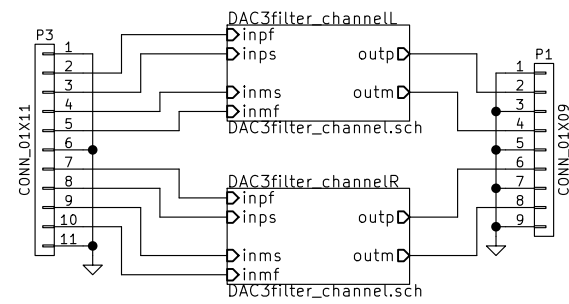 DAC3filter_channelL
P3
inpf
inps
inms
inmf
outp
outm
DAC3filter_channel.sch
1
2
3
4
5
6
7
8
9
10
11
CONN_01X11
DAC3filter_channelR
inpf
inps
inms
inmf
outp
outm
DAC3filter_channel.sch
P1
1
2
3
4
5
6
7
8
9
CONN_01X09